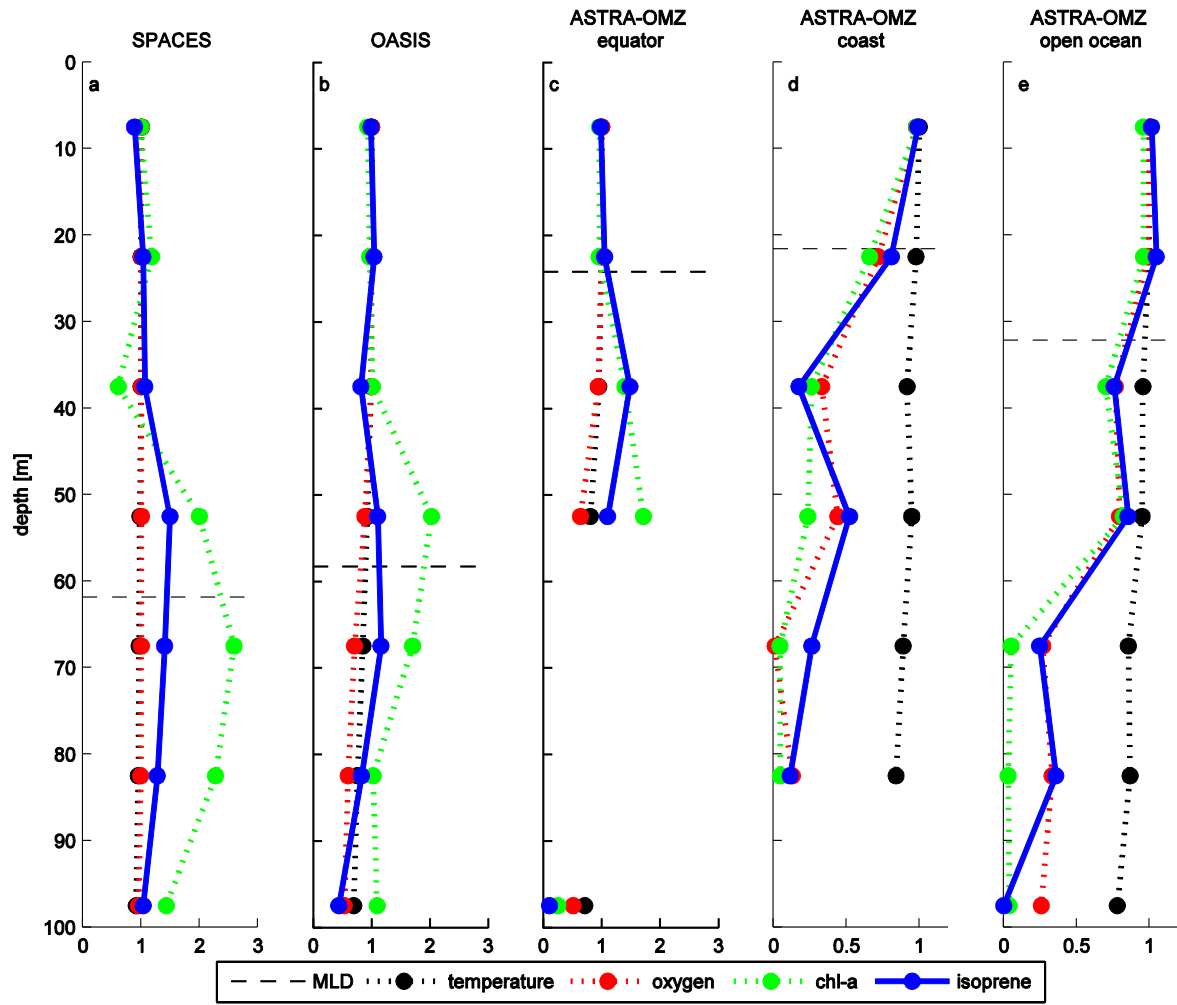 SPACES
OASIS
ASTRA-OMZ
equator
ASTRA-OMZ
coast
ASTRA-OMZ
open ocean
a
b
c
d
e
depth [m]
0
10
20
30
40
50
60
70
80
90
100
0 1 2 3
0 1 2 3
0 1 2 3
0 0.5 1
0 0.5 1
MLD temperature oxygen chl-a isoprene